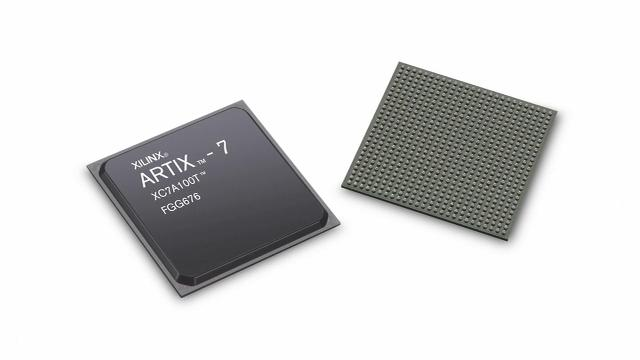 XILINX®
ARTIX™-7
XC7A100T™
FGG676